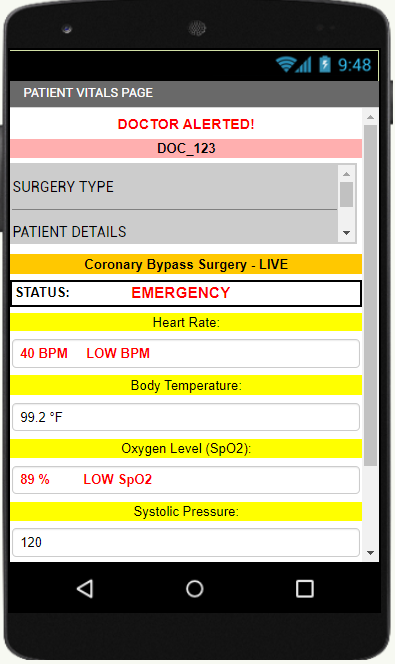 9:48
PATIENT VITALS PAGE
DOCTOR ALERTED!
DOC_123
SURGERY TYPE
PATIENT DETAILS
Coronary Bypass Surgery - LIVE
STATUS: EMERGENCY
Heart Rate:
40 BPM LOW BPM
Body Temperature:
99.2 °F
Oxygen Level (SpO2):
89 % LOW SpO2
Systolic Pressure:
120